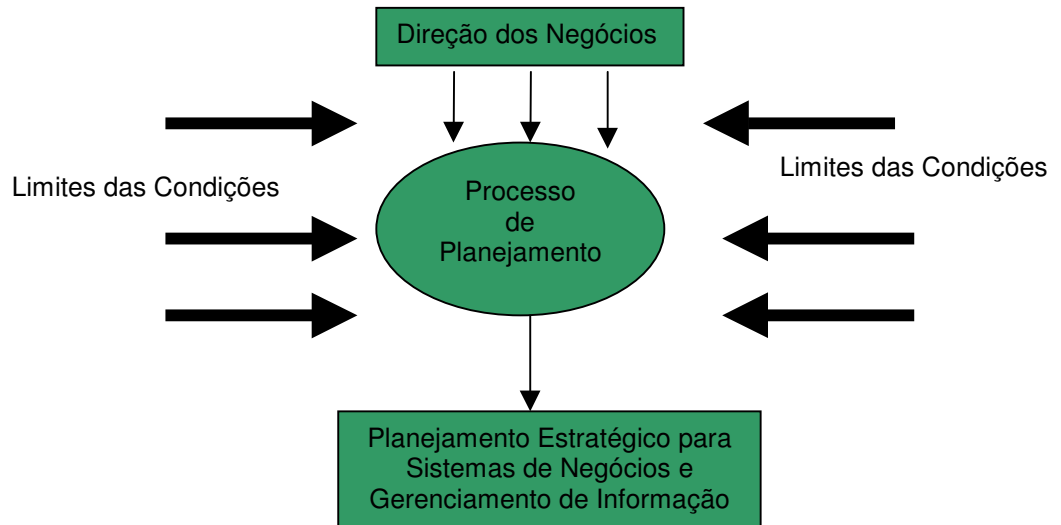 Direção dos Negócios
Limites das Condições
Limites das Condições
Processo
de
Planejamento
Planejamento Estratégico para
Sistemas de Negócios e
Gerenciamento de Informação